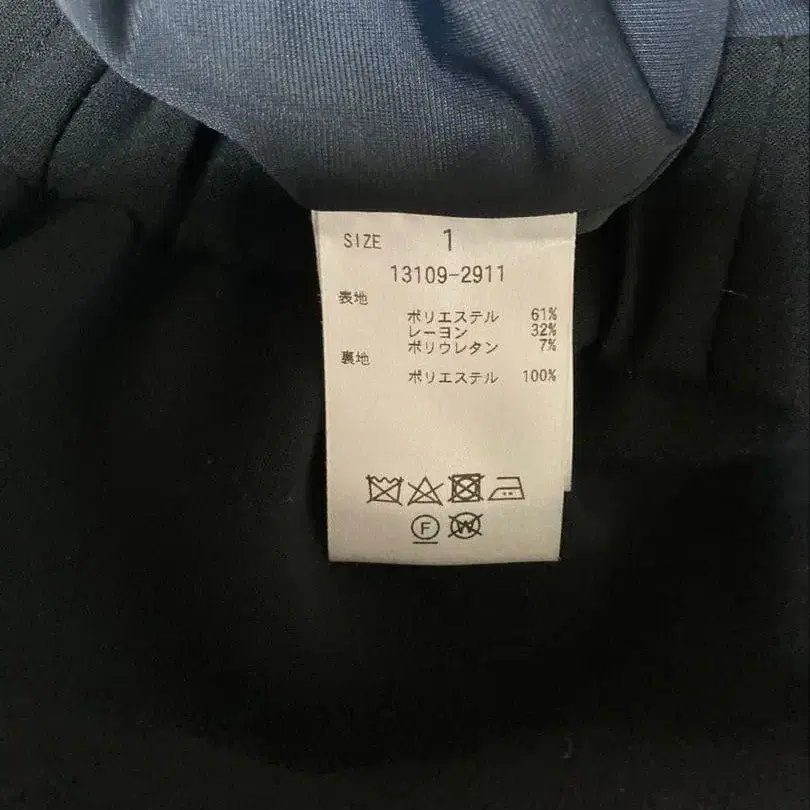 SIZE 1
13109-2911
表地
ポリエステル 61%
レーヨン 32%
ポリウレタン 7%
裏地
ポリエステル 100%
F W